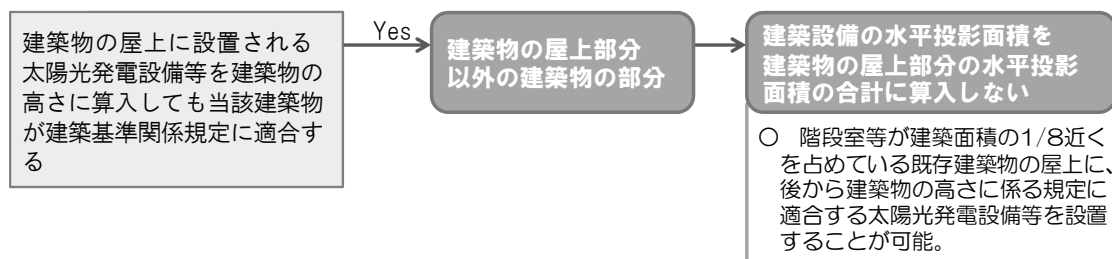 建築物の屋上に設置される
太陽光発電設備等を建築物の
高さに算入しても当該建築物
が建築基準関係規定に適合す
る
Yes
建築物の屋上部分
以外の建築物の部分
建築設備の水平投影面積を
建築物の屋上部分の水平投影
面積の合計に算入しない
○　階段室等が建築面積の1/8近く
を占めている既存建築物の屋上に、
後から建築物の高さに係る規定に
適合する太陽光発電設備等を設置
することが可能。